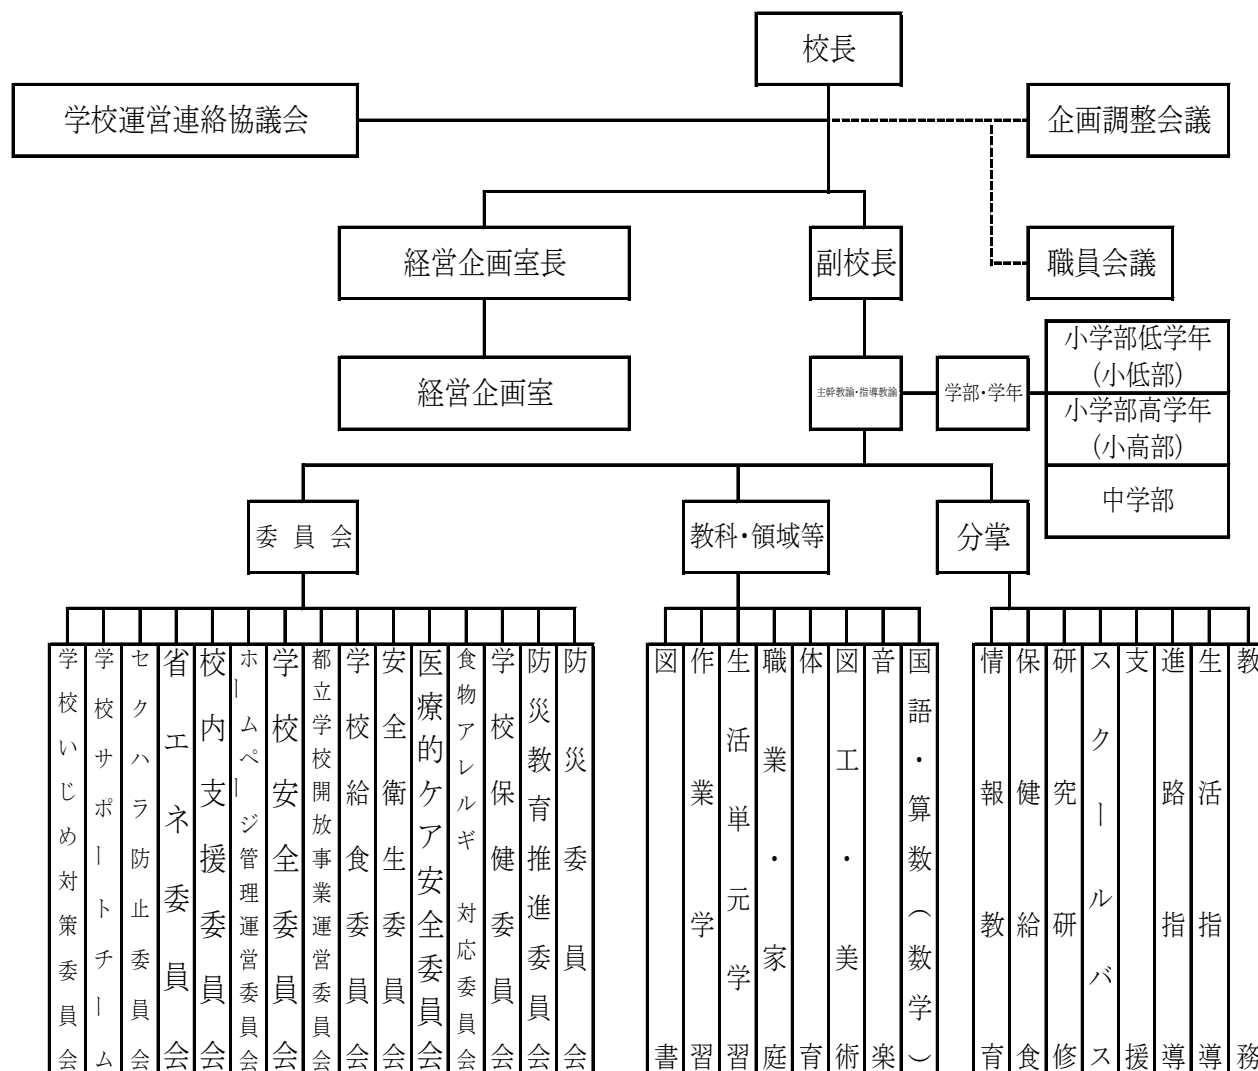 校長
学校運営連絡協議会
企画調整会議
経営企画室長
副校長
職員会議
経営企画室
主幹教論・指導教論
学部・学年
小学部低学年
(小低部)
小学部高学年
(小高部)
中学部
委員会
教科・領域等
分掌
学校いじめ対策委員会
学校サポートチーム
セクハラ防止委員会
省エネ委員会
校内支援委員会
ホームページ管理運営委員会
学校安全委員会
都立学校開放事業運営委員会
学校給食委員会
安全衛生委員会
医療的ケア安全委員会
食物アレルギ 対応委員会
学校保健委員会
防災教育推進委員会
防災委員会
図書
作業学習
生活単元学習
職業・家庭
体育
図工・美術
音楽
国語・算数(数学)
情報教育
保健給食
研究研修
スクールバス
支援
進路指導
生活指導
教務